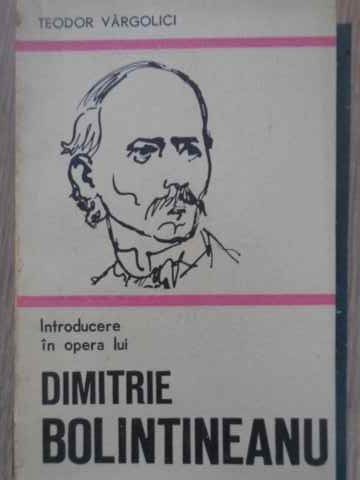 TEODOR VÂRGOLICI
Introducere
în opera lui
DIMITRIE
BOLINTINEANU